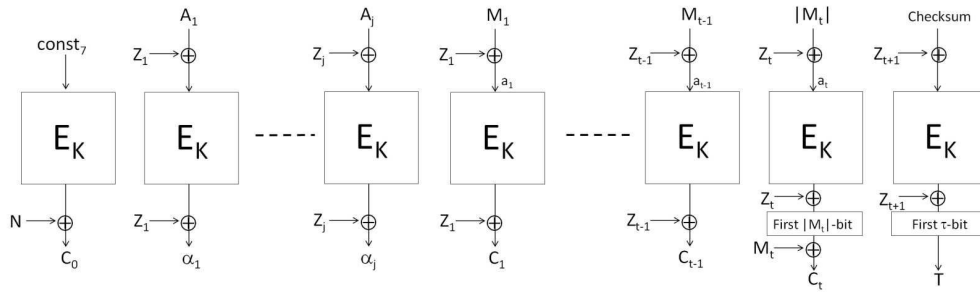 A₁ Aⱼ M₁ Mₜ₋₁ |Mₜ| Checksum
const₇ Z₁ Zⱼ Z₁ Zₜ₋₁ Zₜ Zₜ₊₁
a₁ aₜ₋₁ aₜ
E_K E_K E_K E_K E_K E_K E_K
Zₜ Zₜ₊₁
N Z₁ Zⱼ Z₁ Zₜ₋₁ First |Mₜ|-bit First τ-bit
Mₜ
C₀ α₁ αⱼ C₁ Cₜ₋₁ Cₜ T